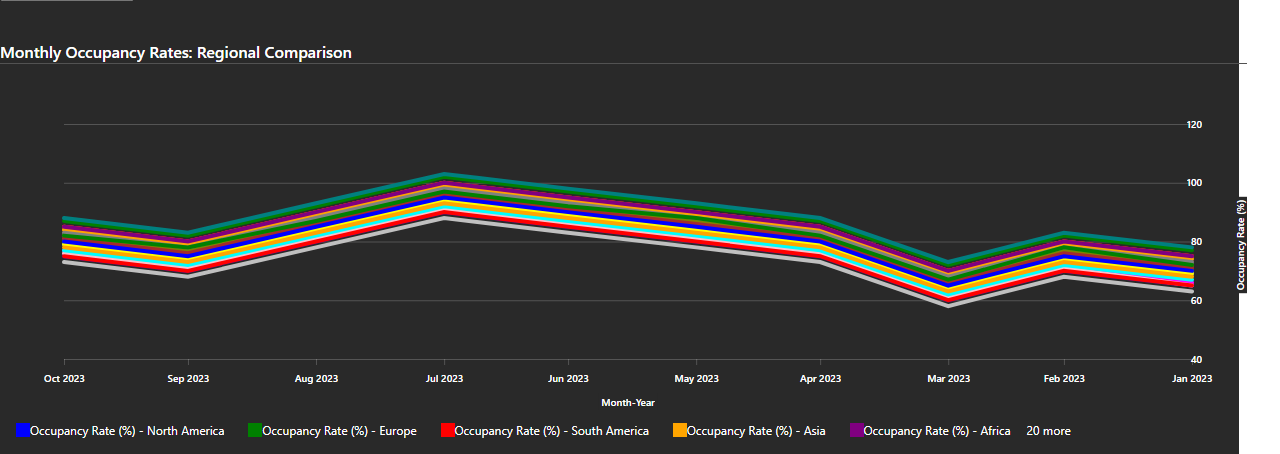 Monthly Occupancy Rates: Regional Comparison
120
100
80
60
40
Occupancy Rate (%)
Oct 2023 Sep 2023 Aug 2023 Jul 2023 Jun 2023 May 2023 Apr 2023 Mar 2023 Feb 2023 Jan 2023
Month-Year
Occupancy Rate (%) - North America Occupancy Rate (%) - Europe Occupancy Rate (%) - South America Occupancy Rate (%) - Asia Occupancy Rate (%) - Africa 20 more